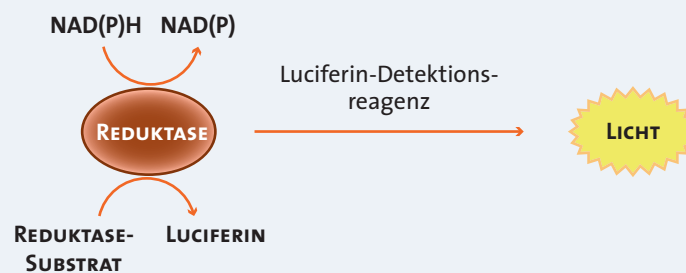 NAD(P)H NAD(P)
Luciferin-Detektions-
reagenz
REDUKTASE
LICHT
REDUKTASE- LUCIFERIN
SUBSTRAT